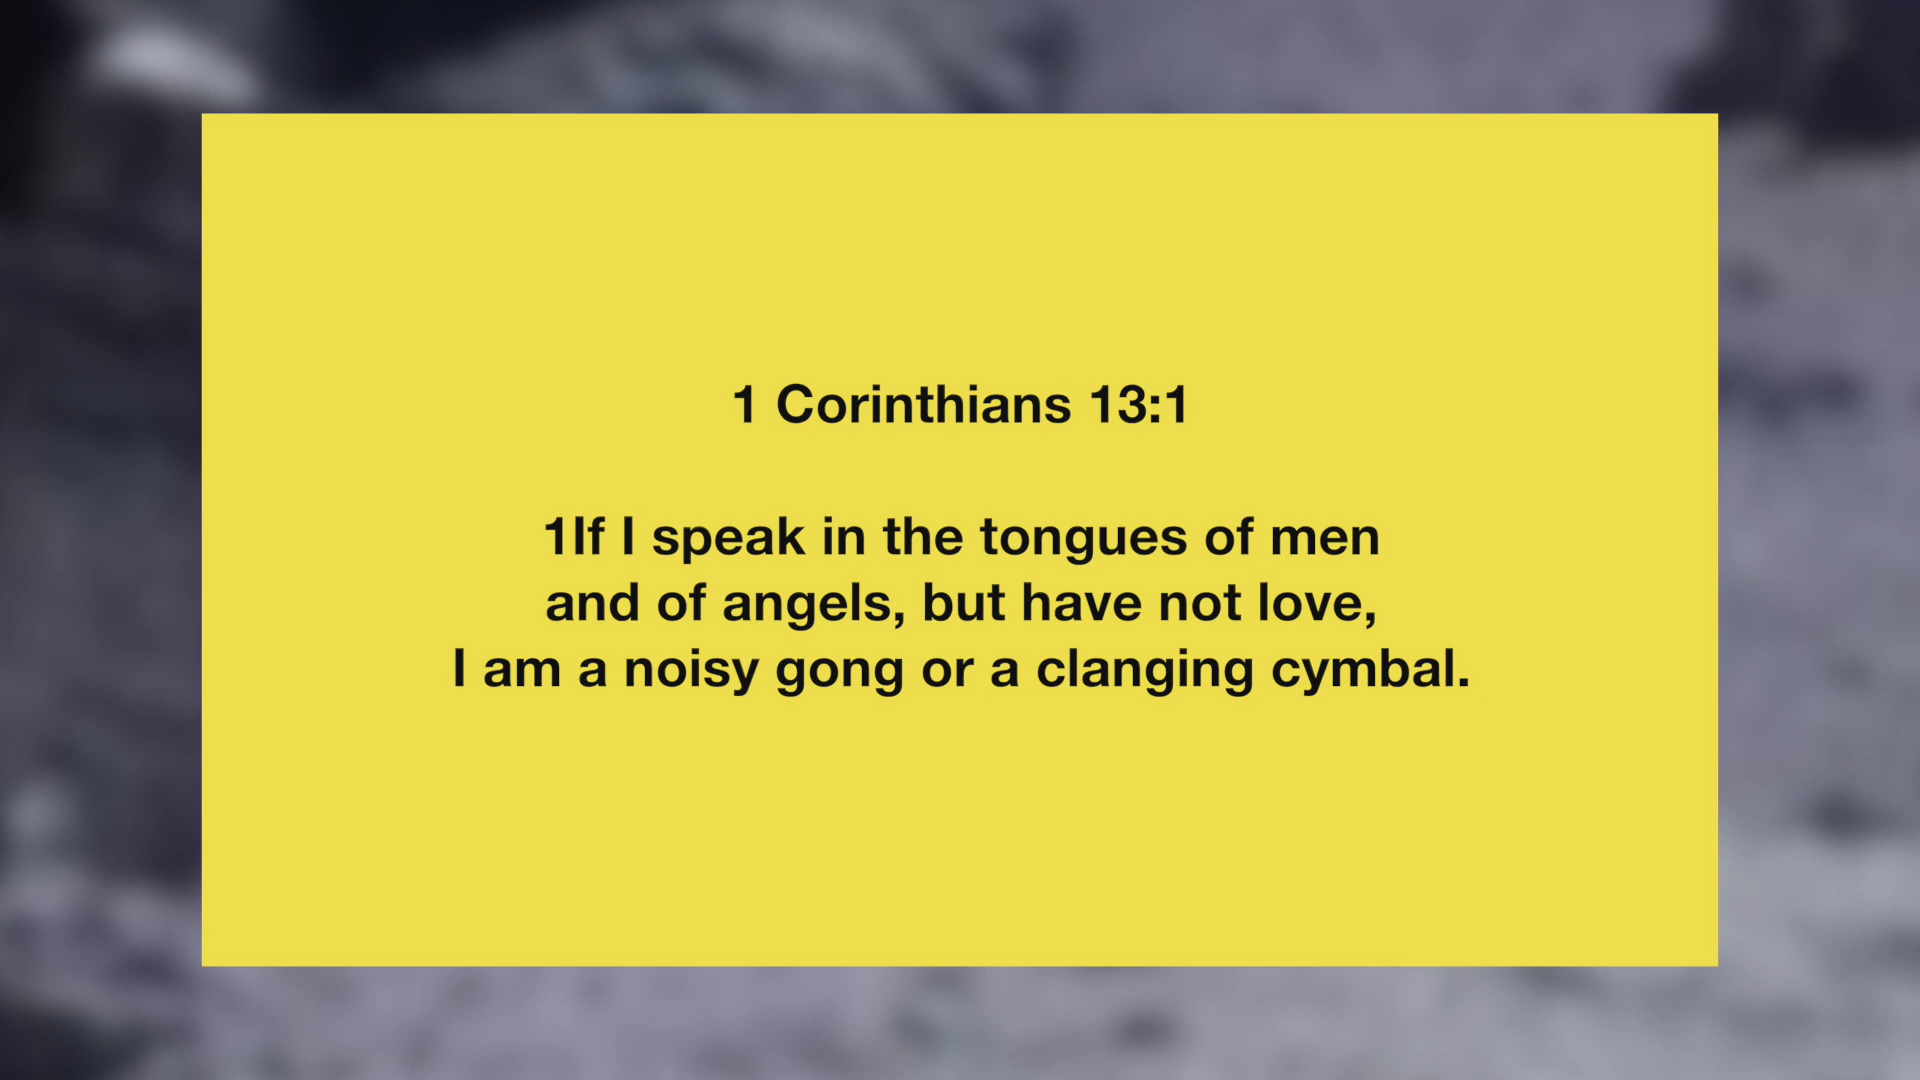 1 Corinthians 13:1
1If I speak in the tongues of men
and of angels, but have not love,
I am a noisy gong or a clanging cymbal.